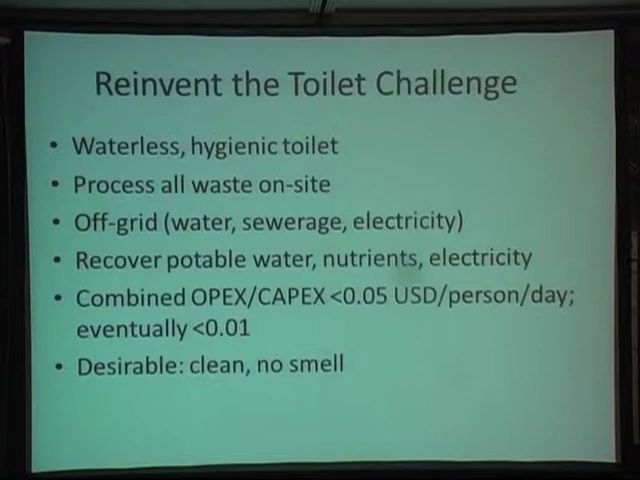 Reinvent the Toilet Challenge
• Waterless, hygienic toilet
• Process all waste on-site
• Off-grid (water, sewerage, electricity)
• Recover potable water, nutrients, electricity
• Combined OPEX/CAPEX <0.05 USD/person/day;
eventually <0.01
• Desirable: clean, no smell